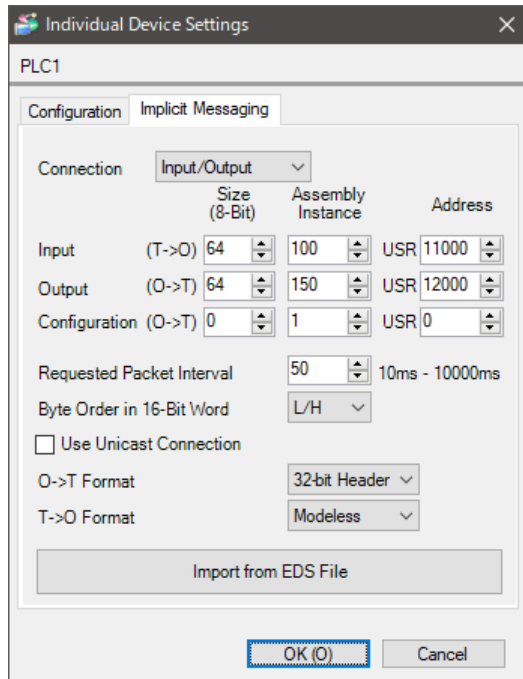 Individual Device Settings
PLC1
Configuration Implicit Messaging
Connection Input/Output
Size (8-Bit) Assembly Instance Address
Input (T->O) 64 100 USR 11000
Output (O->T) 64 150 USR 12000
Configuration (O->T) 0 1 USR 0
Requested Packet Interval 50 10ms - 10000ms
Byte Order in 16-Bit Word L/H
Use Unicast Connection
O->T Format 32-bit Header
T->O Format Modeless
Import from EDS File
OK (O) Cancel